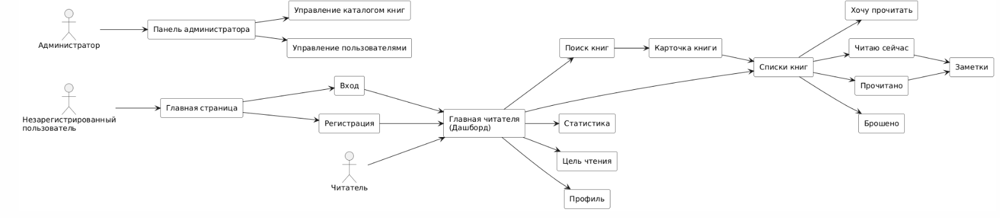 Администратор
Панель администратора
Управление каталогом книг
Управление пользователями
Незарегистрированный
пользователь
Главная страница
Вход
Регистрация
Читатель
Главная читателя
(Дашборд)
Поиск книг
Карточка книги
Списки книг
Хочу прочитать
Читаю сейчас
Прочитано
Брошено
Заметки
Статистика
Цель чтения
Профиль